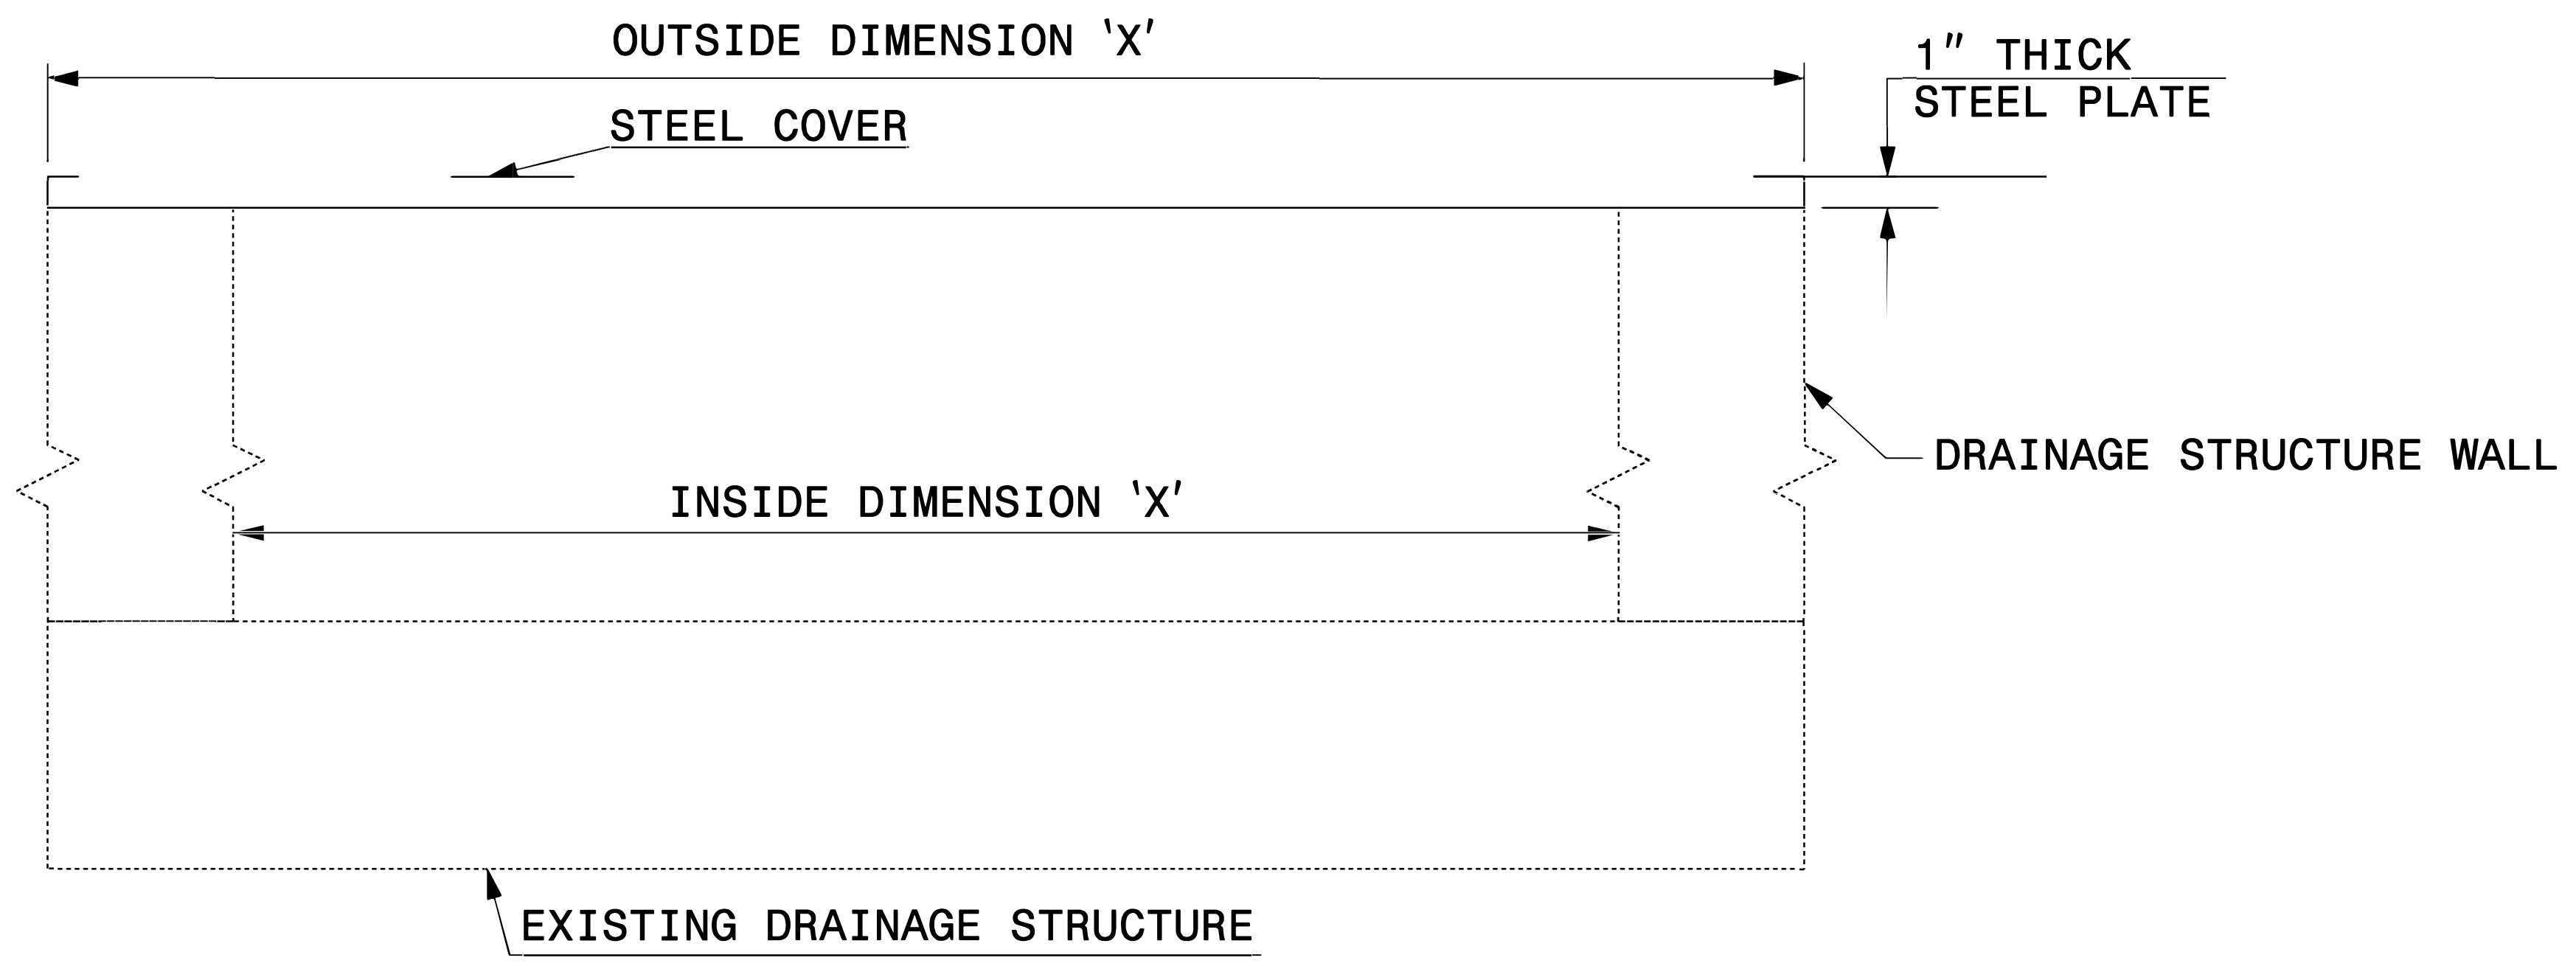 OUTSIDE DIMENSION 'X'
1" THICK
STEEL PLATE
STEEL COVER
DRAINAGE STRUCTURE WALL
INSIDE DIMENSION 'X'
EXISTING DRAINAGE STRUCTURE